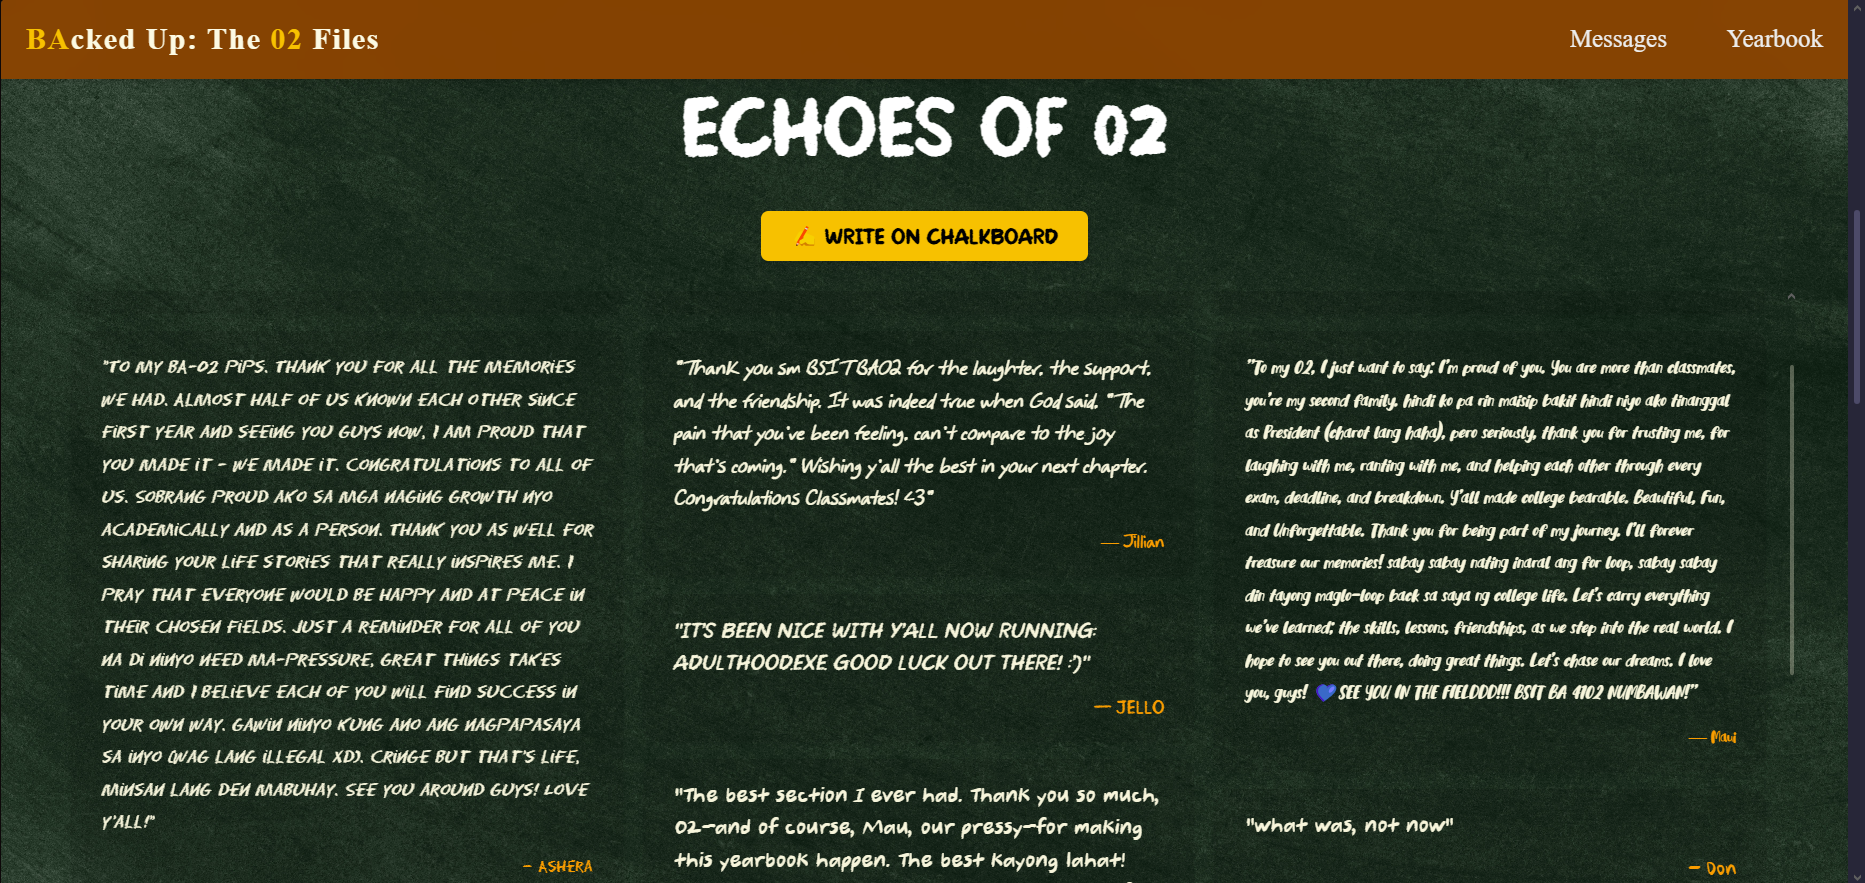 BAcked Up: The 02 Files
Messages
Yearbook
ECHOES OF 02
WRITE ON CHALKBOARD
"TO MY BA-02 PIPS. THANK YOU FOR ALL THE MEMORIES
WE HAD. ALMOST HALF OF US KNOWN EACH OTHER SINCE
FIRST YEAR AND SEEING YOU GUYS NOW, I AM PROUD THAT
YOU MADE IT - WE MADE IT. CONGRATULATIONS TO ALL OF
US. SOBRANG PROUD AKO SA MGA NAGING GROWTH NYO
ACADEMICALLY AND AS A PERSON. THANK YOU AS WELL FOR
SHARING YOUR LIFE STORIES THAT REALLY INSPIRES ME. I
PRAY THAT EVERYONE WOULD BE HAPPY AND AT PEACE IN
THEIR CHOSEN FIELDS. JUST A REMINDER FOR ALL OF YOU
NA DI NINYO NEED MA-PRESSURE, GREAT THINGS TAKES
TIME AND I BELIEVE EACH OF YOU WILL FIND SUCCESS IN
YOUR OWN WAY. GAWIN NINYO KUNG ANO ANG NAGPAPASAYA
SA INYO (WAG LANG ILLEGAL XD). CRINGE BUT THAT'S LIFE,
MINSAN LANG DEN MABUHAY. SEE YOU AROUND GUYS! LOVE
Y'ALL!"
- ASHERA
"Thank you sm BSITBA02 for the laughter, the support,
and the friendship. It was indeed true when God said, "The
pain that you've been feeling, can't compare to the joy
that's coming." Wishing y'all the best in your next chapter.
Congratulations Classmates! <3"
— Jillian
"IT'S BEEN NICE WITH Y'ALL NOW RUNNING:
ADULTHOOD.EXE GOOD LUCK OUT THERE! :')"
— JELLO
"The best section I ever had. Thank you so much,
02—and of course, Mau, our pressy—for making
this yearbook happen. The best kayong lahat!
"To my 02, I just want to say: I'm proud of you. You are more than classmates,
you're my second family. hindi ko pa rin maisip bakit hindi niyo ako tinanggal
as President (charot lang haha), pero seriously, thank you for trusting me, for
laughing with me, ranting with me, and helping each other through every
exam, deadline, and breakdown. Y'all made college bearable. Beautiful, Fun,
and Unforgettable. Thank you for being part of my journey. I'll forever
treasure our memories! sabay sabay nating inaral ang for loop, sabay sabay
din tayong maglo-loop back sa saya ng college life. Let's carry everything
we've learned: the skills, lessons, friendships, as we step into the real world. I
hope to see you out there, doing great things. Let's chase our dreams. I love
you, guys! 💙 SEE YOU IN THE FIELDDD!!! BSIT BA 4102 NUMBAWAN!"
— Maui
"what was, not now"
— Don